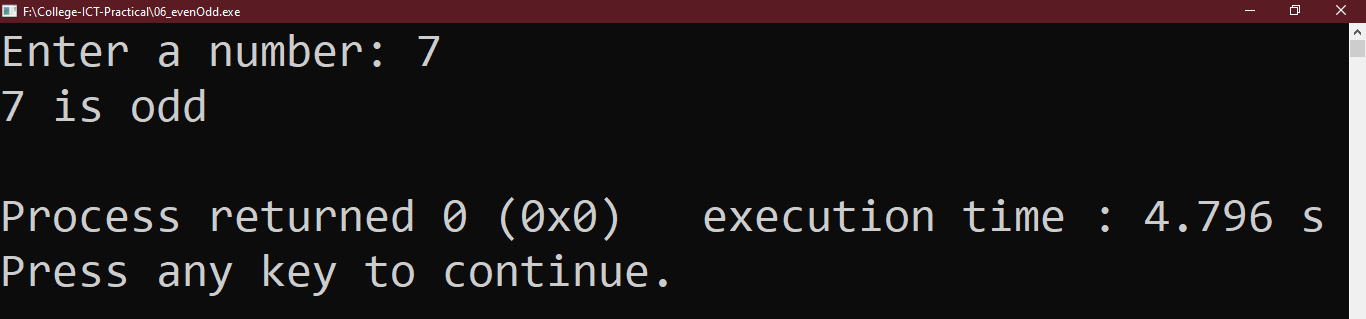 F:\College-ICT-Practical\06_evenOdd.exe
Enter a number: 7
7 is odd
Process returned 0 (0x0)   execution time : 4.796 s
Press any key to continue.